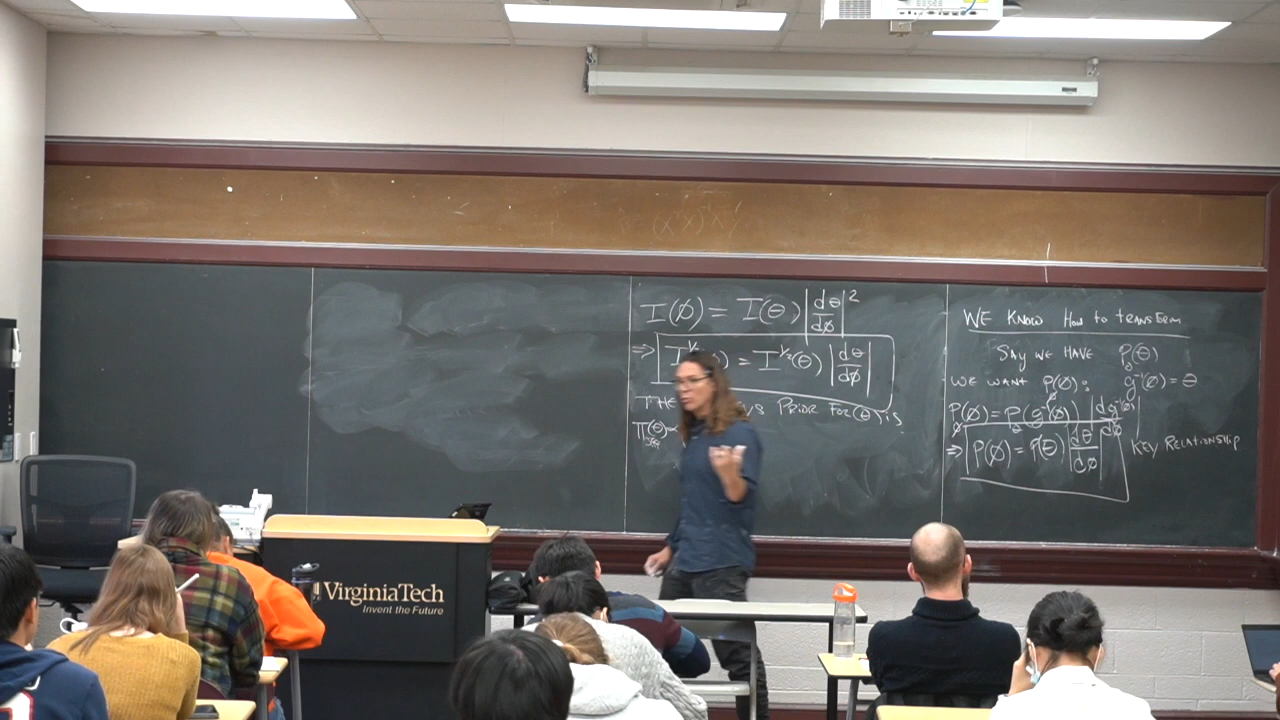 I(φ) = I(θ) |dθ/dφ|²
⇒ I^½ ) = I^½(θ) |dθ/dφ|
THE YS PRIOR FOR (θ) is
Π(θ)
WE KNOW HOW TO TRANSFORM
SAY WE HAVE P(θ)
WE WANT P(φ): g⁻¹(φ) = θ
P(φ) = P(g⁻¹(φ)) |dg⁻¹(φ)/dφ|
⇒ P(φ) = P(θ) |dθ/dφ| KEY RELATIONSHIP
VirginiaTech
Invent the Future